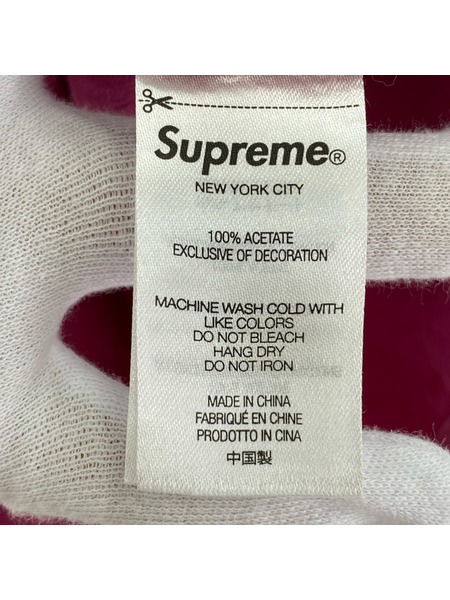 Supreme®
NEW YORK CITY
100% ACETATE
EXCLUSIVE OF DECORATION
MACHINE WASH COLD WITH
LIKE COLORS
DO NOT BLEACH
HANG DRY
DO NOT IRON
MADE IN CHINA
FABRIQUÉ EN CHINE
PRODOTTO IN CINA
中国製